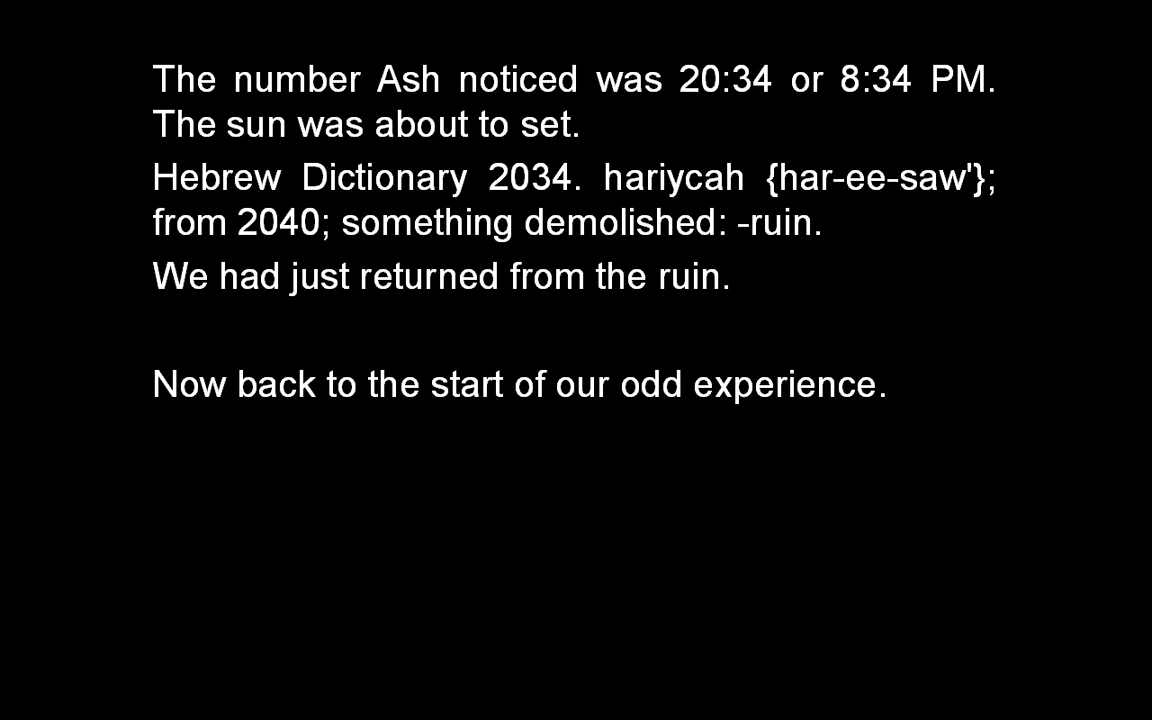 The number Ash noticed was 20:34 or 8:34 PM.
The sun was about to set.
Hebrew Dictionary 2034. hariycah {har-ee-saw'};
from 2040; something demolished: -ruin.
We had just returned from the ruin.
Now back to the start of our odd experience.